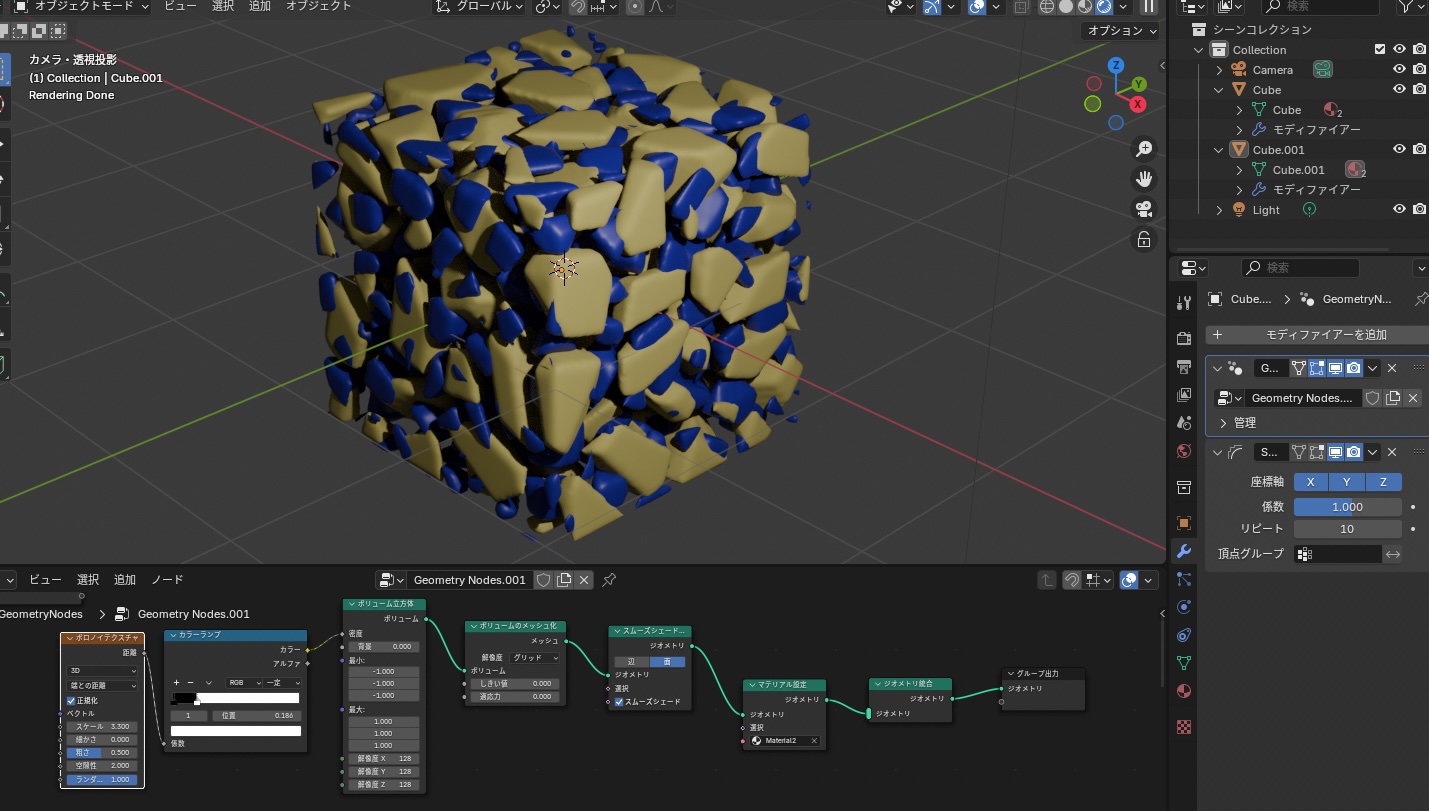 オブジェクトモード ビュー 選択 追加 オブジェクト グローバル
オプション
カメラ・透視投影
(1) Collection | Cube.001
Rendering Done
Z
Y
X
検索
シーンコレクション
Collection
Camera
Cube
Cube 2
モディファイアー
Cube.001
Cube.001 2
モディファイアー
Light
検索
Cube.... GeometryN...
モディファイアーを追加
G...
Geometry Nodes....
管理
S...
座標軸 X Y Z
係数 1.000
リピート 10
頂点グループ
ビュー 選択 追加 ノード Geometry Nodes.001
GeometryNodes Geometry Nodes.001
ボロノイテクスチャ
距離
3D
端との距離
正規化
ベクトル
スケール 3.300
細かさ 0.000
粗さ 0.500
空隙性 2.000
ランダ... 1.000
カラーランプ
カラー
アルファ
RGB 一定
1 位置 0.186
係数
ボリューム立方体
ボリューム
密度
背景 0.000
最小:
-1.000
-1.000
-1.000
最大:
1.000
1.000
1.000
解像度 X 128
解像度 Y 128
解像度 Z 128
ボリュームのメッシュ化
メッシュ
解像度 グリッド
ボリューム
しきい値 0.000
適応力 0.000
スムーズシェード...
ジオメトリ
辺 面
ジオメトリ
選択
スムーズシェード
マテリアル設定
ジオメトリ
ジオメトリ
選択
Material.2
ジオメトリ統合
ジオメトリ
ジオメトリ
グループ出力
ジオメトリ